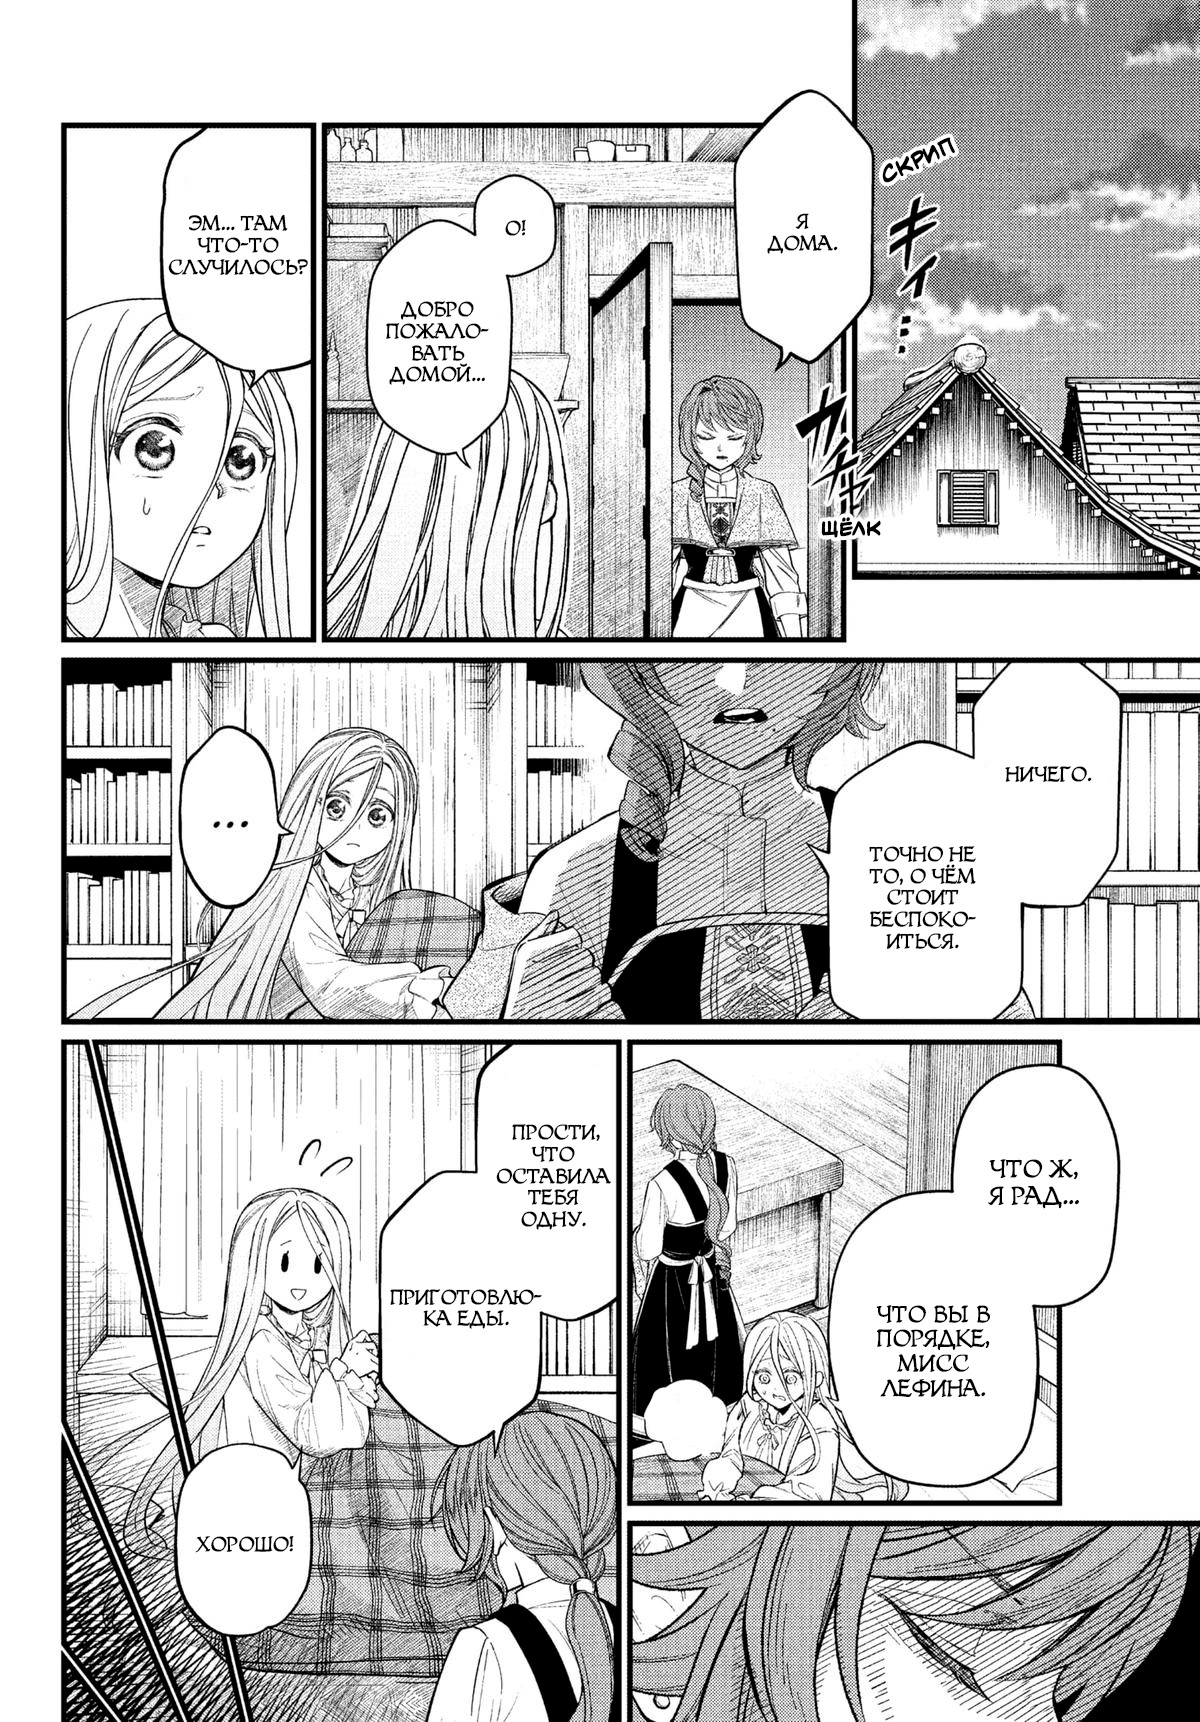 СКРИП
キィ…
ガチャ
ЩЁЛК
Я
ДОМА.
О!
ДОБРО
ПОЖАЛО-
ВАТЬ
ДОМОЙ...
ЭМ... ТАМ
ЧТО-ТО
СЛУЧИЛОСЬ?
НИЧЕГО.
ТОЧНО НЕ
ТО, О ЧЁМ
СТОИТ
БЕСПОКО-
ИТЬСЯ.
...
ЧТО Ж,
Я РАД...
ЧТО ВЫ В
ПОРЯДКЕ,
МИСС
ЛЕФИНА.
ПРОСТИ,
ЧТО
ОСТАВИЛА
ТЕБЯ
ОДНУ.
ПРИГОТОВЛЮ-
КА ЕДЫ.
ХОРОШО!